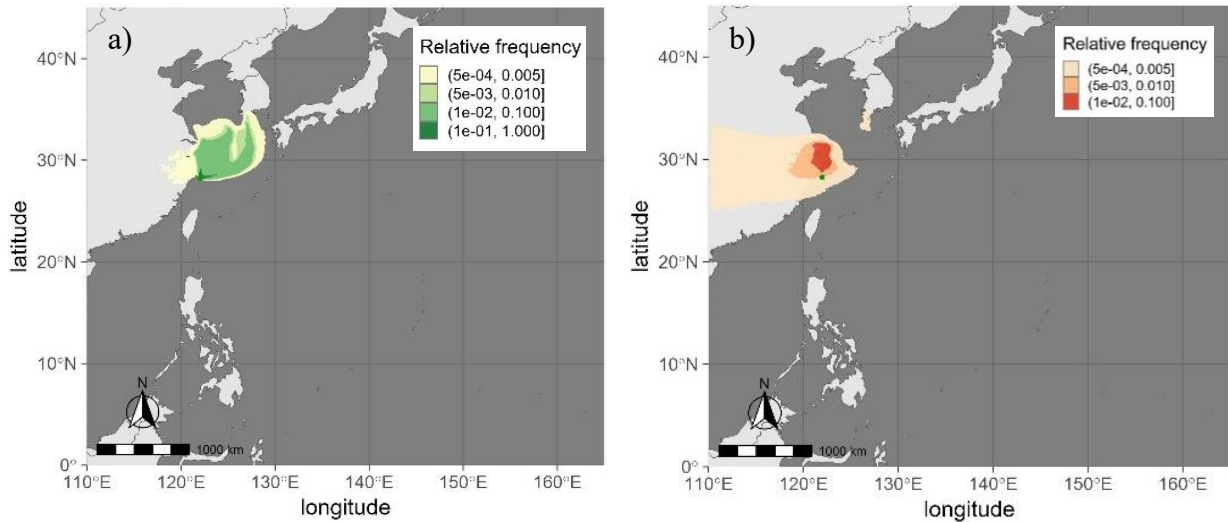 a)
Relative frequency
(5e-04, 0.005]
(5e-03, 0.010]
(1e-02, 0.100]
(1e-01, 1.000]
40°N
30°N
20°N
10°N
0°
latitude
N
1000 km
110°E 120°E 130°E 140°E 150°E 160°E
longitude
b)
Relative frequency
(5e-04, 0.005]
(5e-03, 0.010]
(1e-02, 0.100]
40°N
30°N
20°N
10°N
0°
latitude
N
1000 km
110°E 120°E 130°E 140°E 150°E 160°E
longitude